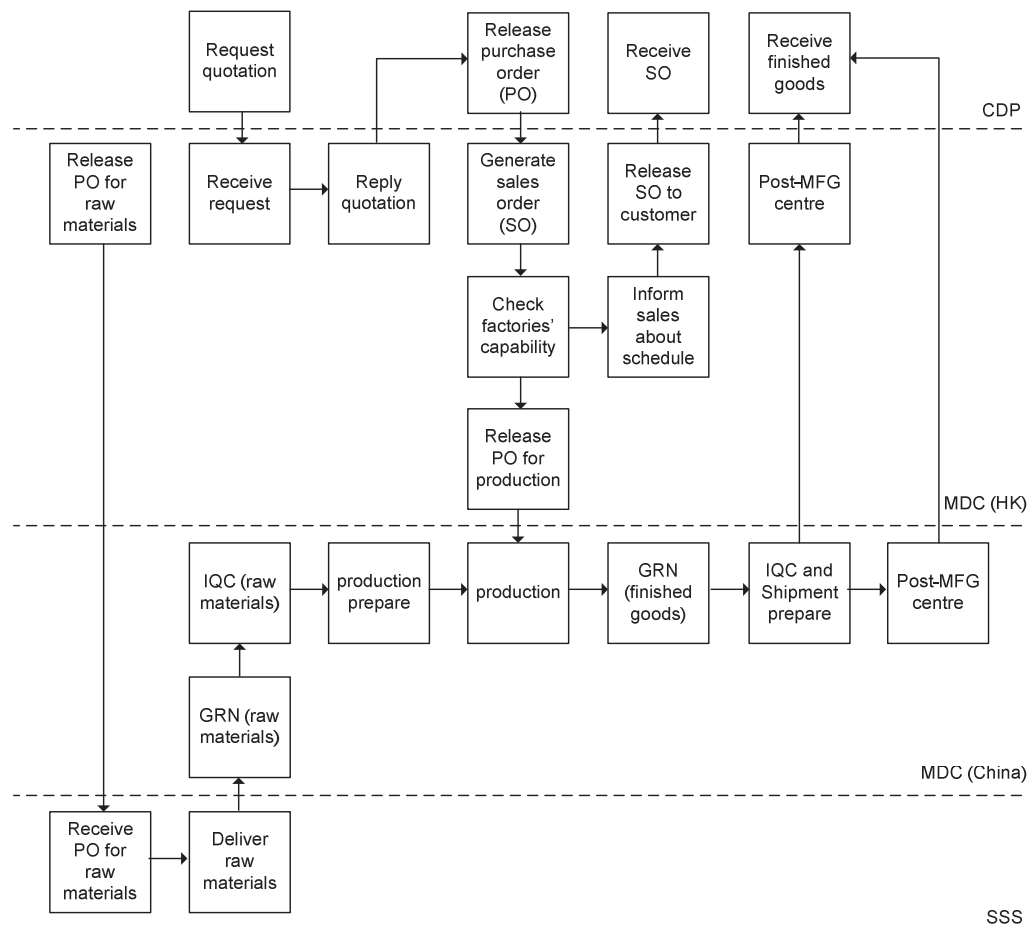 Request
quotation
Release
purchase
order
(PO)
Receive
SO
Receive
finished
goods
CDP
Release
PO for
raw
materials
Receive
request
Reply
quotation
Generate
sales
order
(SO)
Release
SO to
customer
Post-MFG
centre
Check
factories'
capability
Inform
sales
about
schedule
Release
PO for
production
MDC (HK)
IQC (raw
materials)
production
prepare
production
GRN
(finished
goods)
IQC and
Shipment
prepare
Post-MFG
centre
GRN (raw
materials)
MDC (China)
Receive
PO for
raw
materials
Deliver
raw
materials
SSS